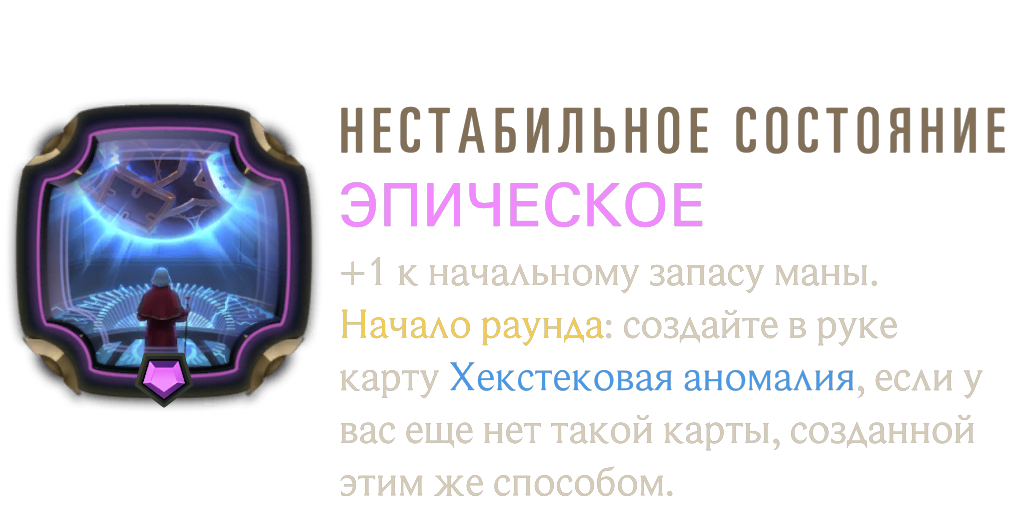 НЕСТАБИЛЬНОЕ СОСТОЯНИЕ
ЭПИЧЕСКОЕ
+1 к начальному запасу маны.
Начало раунда: создайте в руке
карту Хекстековая аномалия, если у
вас еще нет такой карты, созданной
этим же способом.